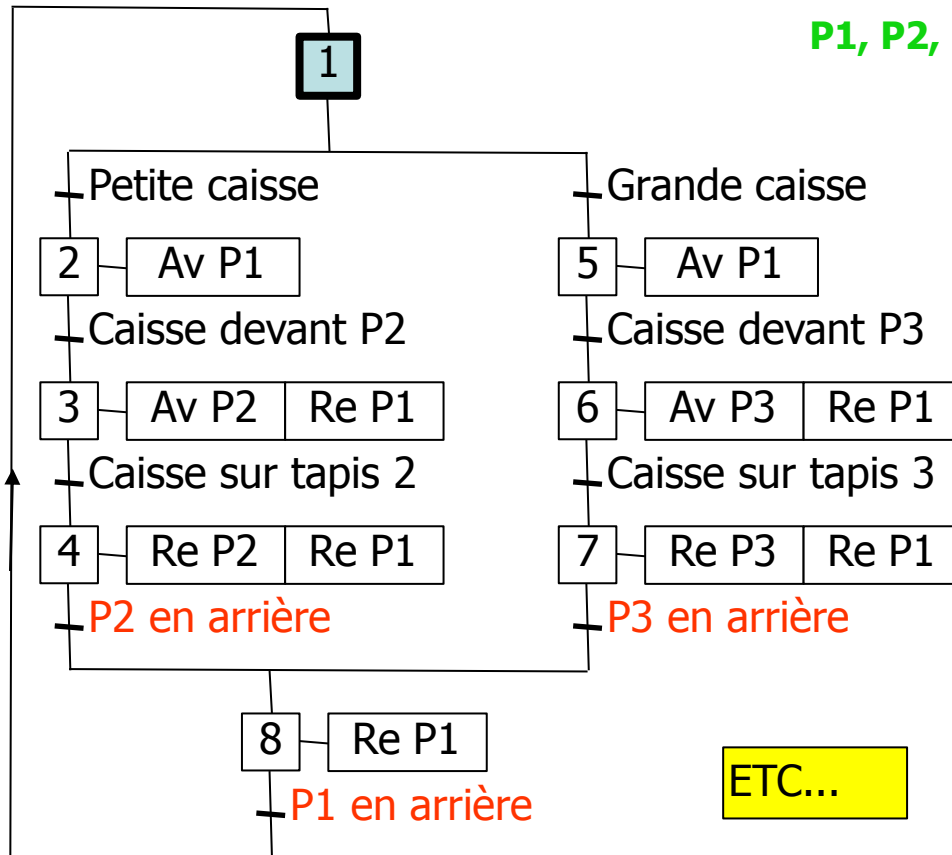 P1, P2,
1
Petite caisse
Grande caisse
2 Av P1
5 Av P1
Caisse devant P2
Caisse devant P3
3 Av P2 Re P1
6 Av P3 Re P1
Caisse sur tapis 2
Caisse sur tapis 3
4 Re P2 Re P1
7 Re P3 Re P1
P2 en arrière
P3 en arrière
8 Re P1
ETC...
P1 en arrière